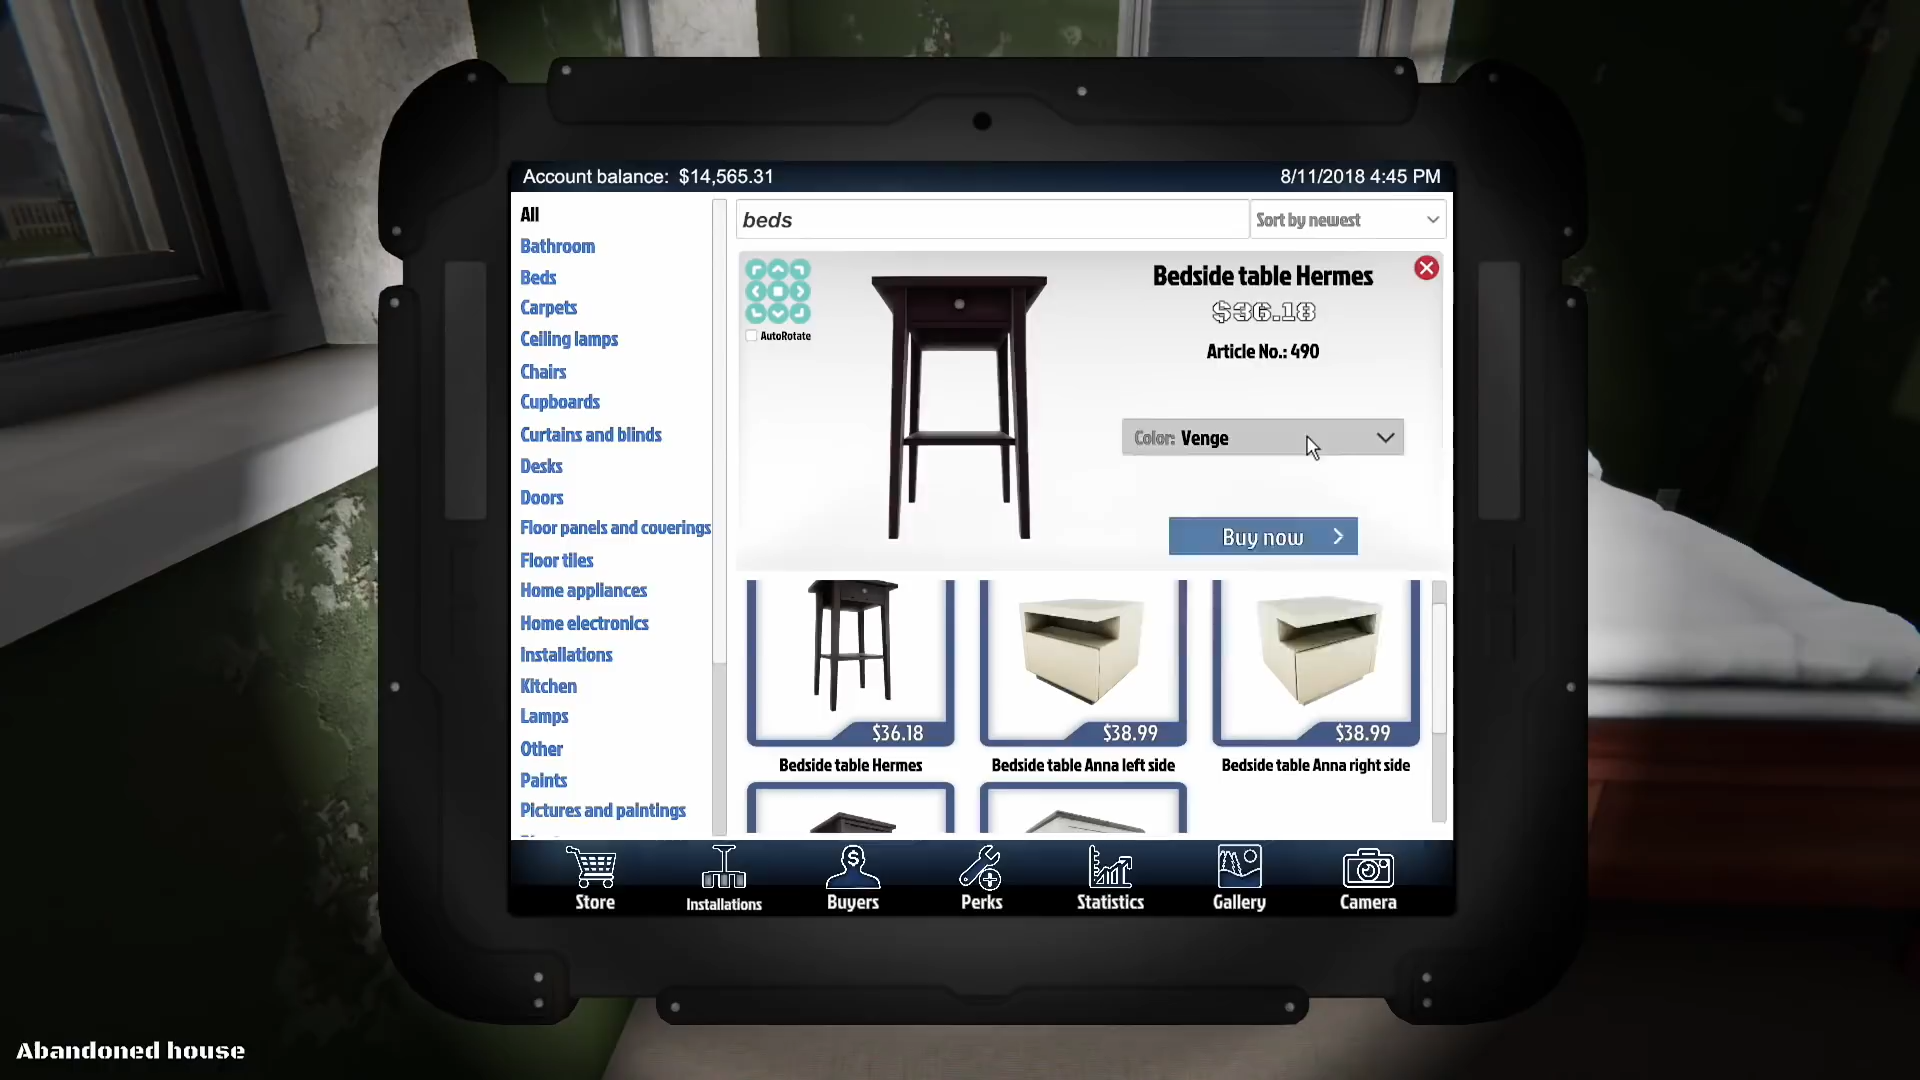 Account balance: $14,565.31
8/11/2018 4:45 PM
All
Bathroom
Beds
Carpets
Ceiling lamps
Chairs
Cupboards
Curtains and blinds
Desks
Doors
Floor panels and coverings
Floor tiles
Home appliances
Home electronics
Installations
Kitchen
Lamps
Other
Paints
Pictures and paintings
beds
Sort by newest
AutoRotate
Bedside table Hermes
$36.18
Article No.: 490
Color: Venge
Buy now
$36.18
$38.99
$38.99
Bedside table Hermes
Bedside table Anna left side
Bedside table Anna right side
Store
Installations
Buyers
Perks
Statistics
Gallery
Camera
Abandoned house